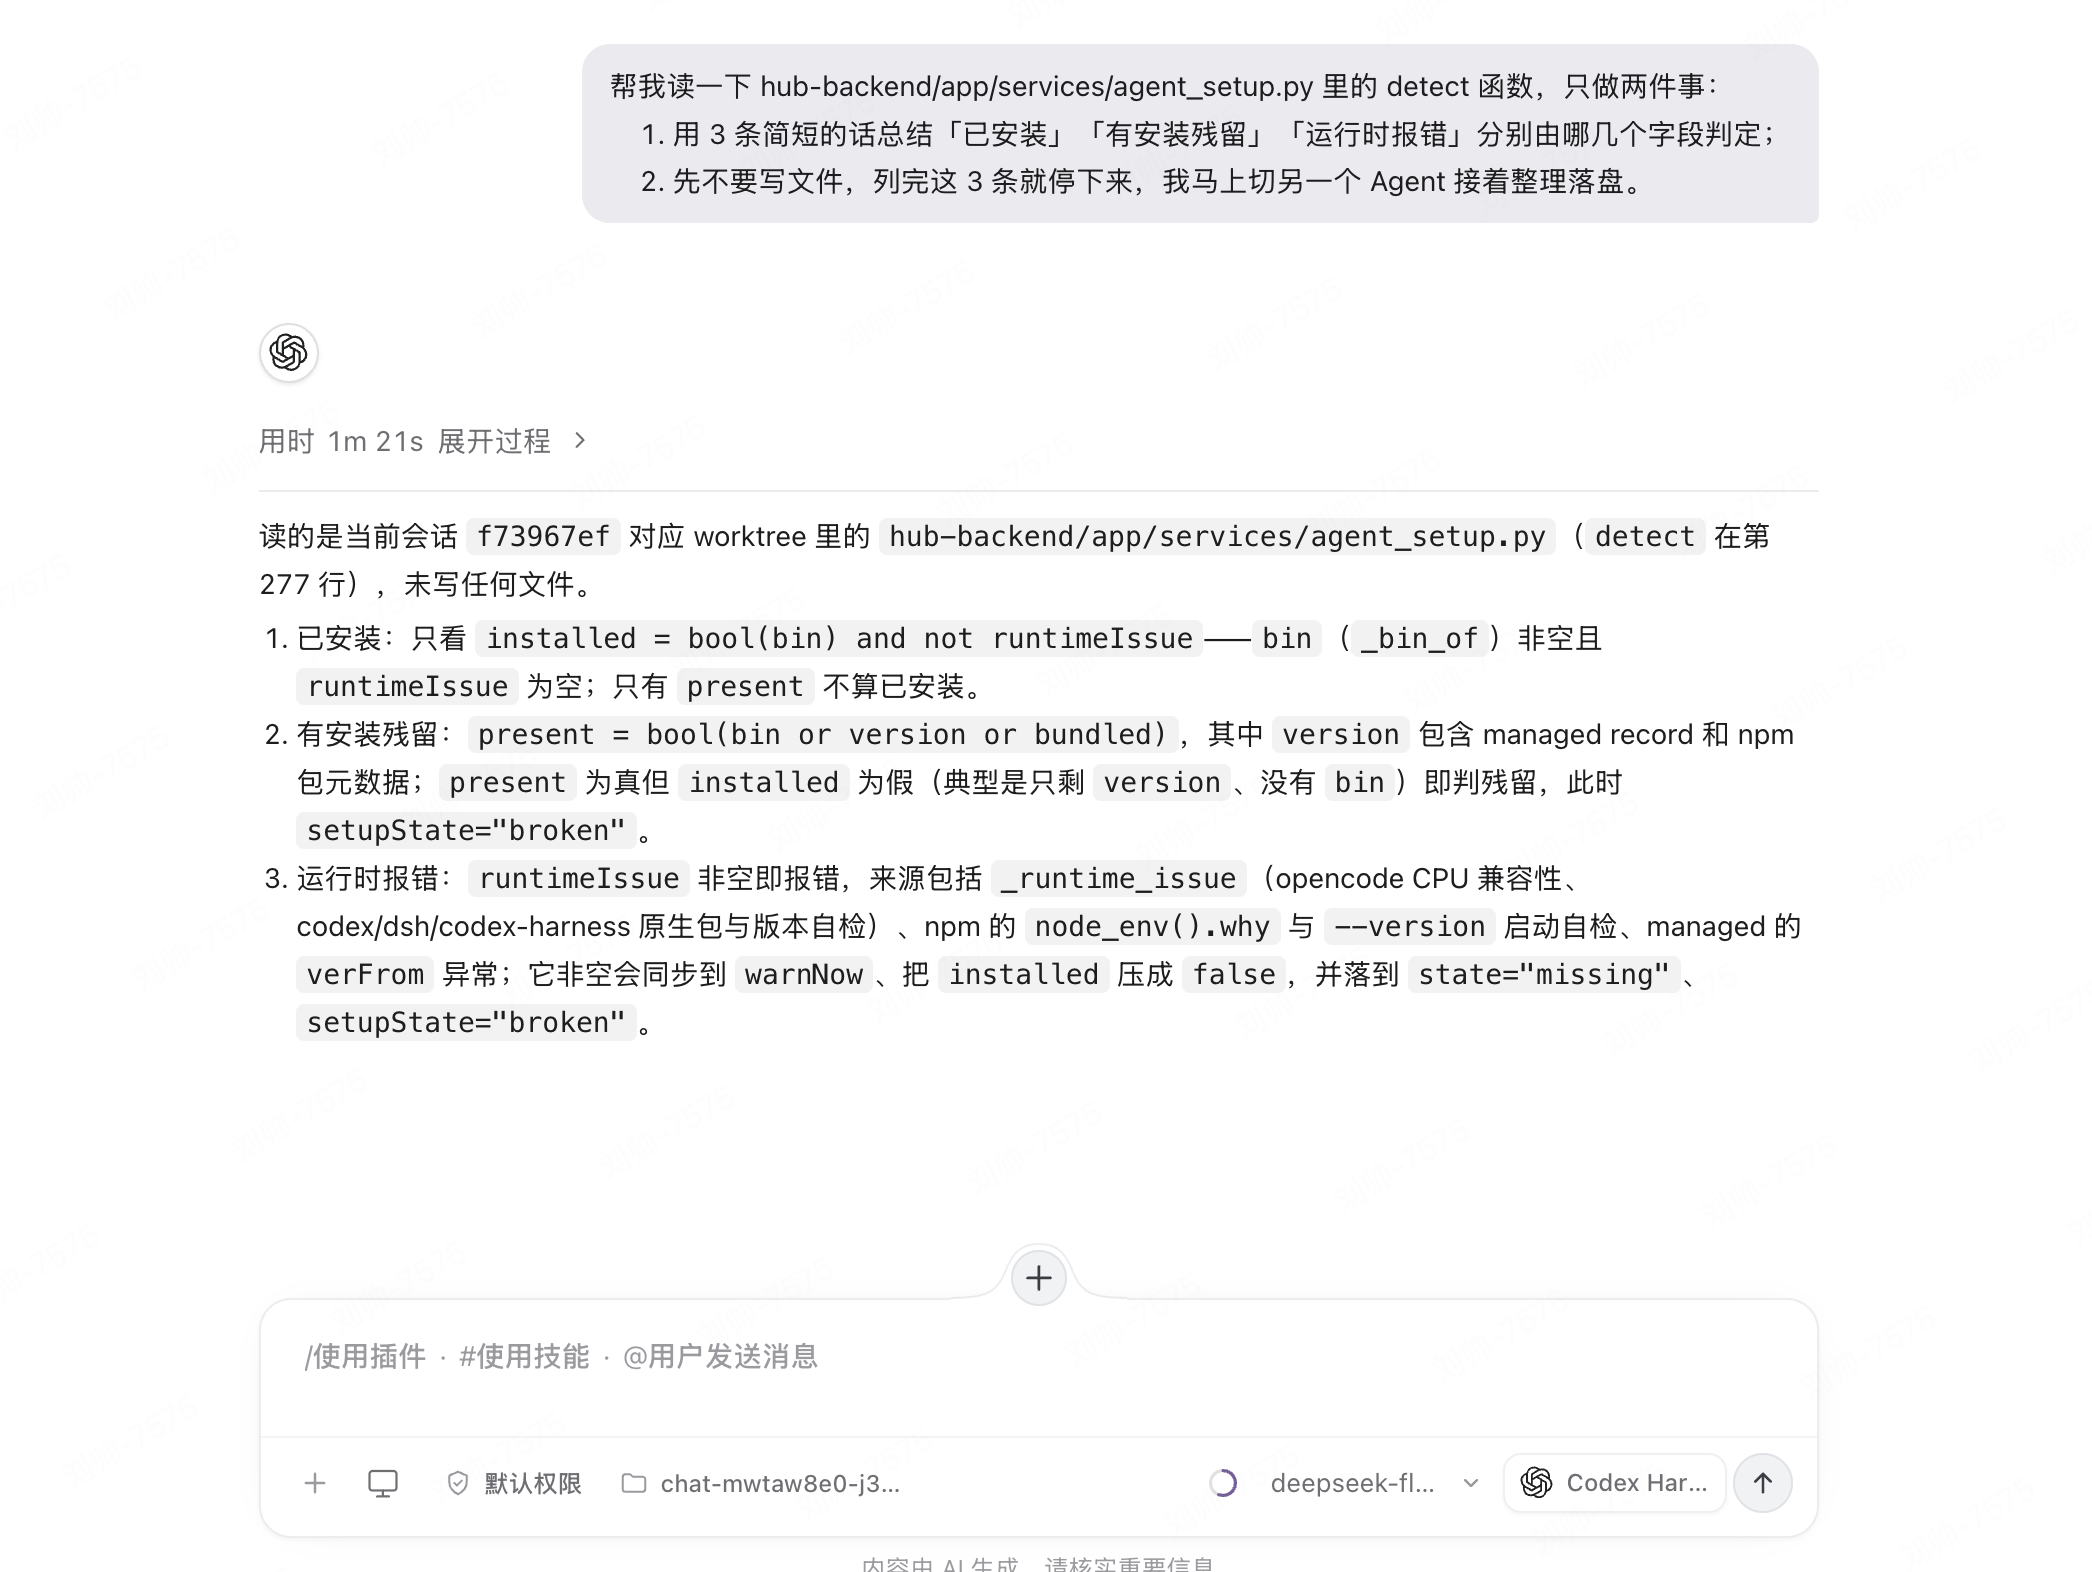 帮我读一下 hub-backend/app/services/agent_setup.py 里的 detect 函数，只做两件事：
1. 用 3 条简短的话总结「已安装」「有安装残留」「运行时报错」分别由哪几个字段判定；
2. 先不要写文件，列完这 3 条就停下来，我马上切另一个 Agent 接着整理落盘。
用时 1m 21s 展开过程
读的是当前会话 f73967ef 对应 worktree 里的 hub-backend/app/services/agent_setup.py（detect 在第
277 行），未写任何文件。
1. 已安装：只看 installed = bool(bin) and not runtimeIssue——bin（_bin_of）非空且
runtimeIssue 为空；只有 present 不算已安装。
2. 有安装残留：present = bool(bin or version or bundled)，其中 version 包含 managed record 和 npm
包元数据；present 为真但 installed 为假（典型是只剩 version、没有 bin）即判残留，此时
setupState="broken"。
3. 运行时报错：runtimeIssue 非空即报错，来源包括 _runtime_issue（opencode CPU 兼容性、
codex/dsh/codex-harness 原生包与版本自检）、npm 的 node_env().why 与 --version 启动自检、managed 的
verFrom 异常；它非空会同步到 warnNow、把 installed 压成 false，并落到 state="missing"、
setupState="broken"。
/使用插件 · #使用技能 · @用户发送消息
默认权限 chat-mwtaw8e0-j3... deepseek-fl... Codex Har...
内容由 AI 生成，请核实重要信息